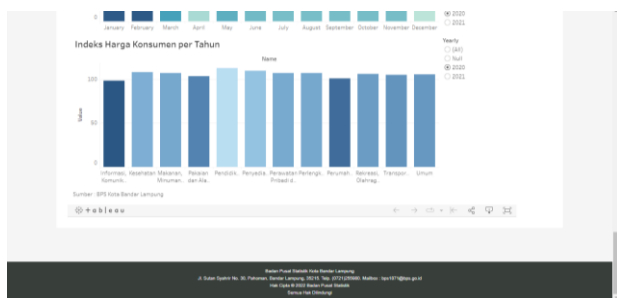 0
January February March April May June July August September October November December
2020
2021
Indeks Harga Konsumen per Tahun
Yearly
(All)
Null
2020
2021
Name
Value
100
50
0
Informasi, Komunik.. Kesehatan Makanan, Minuman.. Pakaian dan Ala.. Pendidik.. Penyedia.. Perawatan Pribadi d.. Perlengk.. Perumah.. Rekreasi, Olahrag.. Transpor.. Umum
Sumber : BPS Kota Bandar Lampung
+ a b l e a u
Badan Pusat Statistik Kota Bandar Lampung
Hak Cipta © 2022 Badan Pusat Statistik
Semua Hak Dilindungi